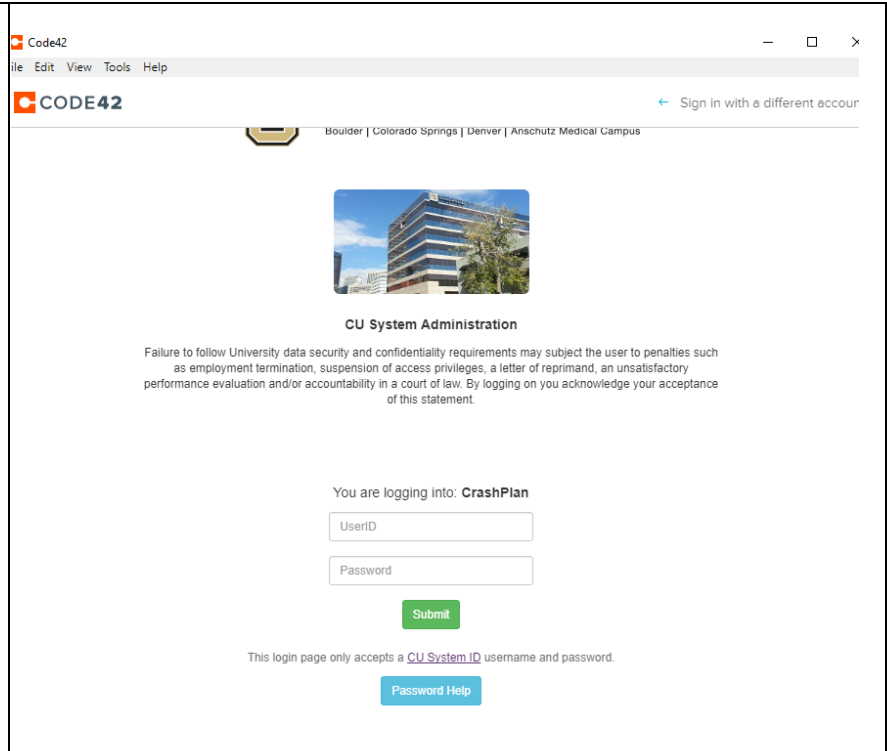 Code42
ile Edit View Tools Help
CODE42
← Sign in with a different accoun
Boulder | Colorado Springs | Denver | Anschutz Medical Campus
CU System Administration
Failure to follow University data security and confidentiality requirements may subject the user to penalties such
as employment termination, suspension of access privileges, a letter of reprimand, an unsatisfactory
performance evaluation and/or accountability in a court of law. By logging on you acknowledge your acceptance
of this statement.
You are logging into: CrashPlan
UserID
Password
Submit
This login page only accepts a CU System ID username and password.
Password Help